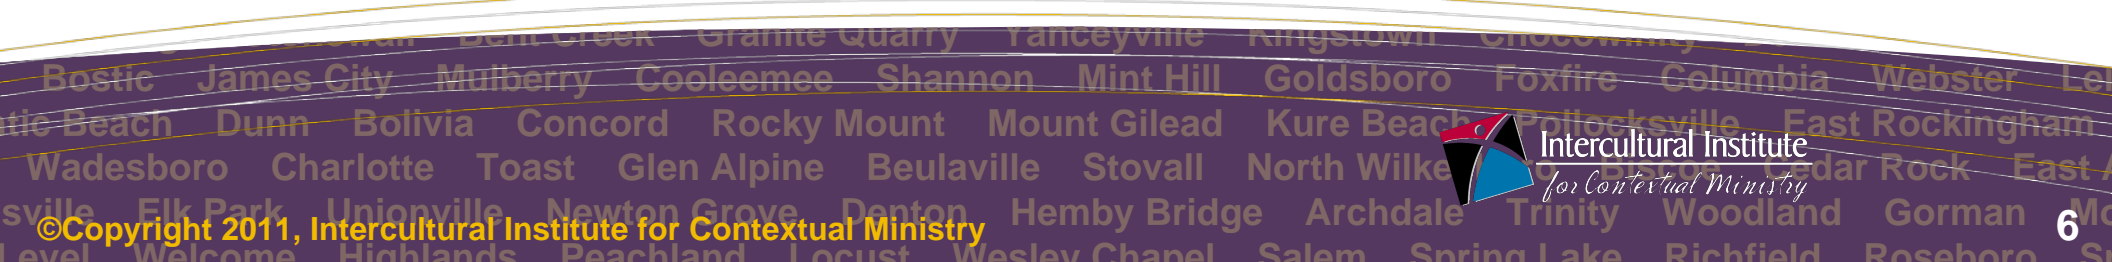 Bent Creek Granite Quarry Yanceyville Kingstown Chocowinity
Bostic James City Mulberry Cooleemee Shannon Mint Hill Goldsboro Foxfire Columbia Webster
Beach Dunn Bolivia Concord Rocky Mount Mount Gilead Kure Beach Pollocksville East Rockingham
Wadesboro Charlotte Toast Glen Alpine Beulaville Stovall North Cedar Rock East
Intercultural Institute
for Contextual Ministry
Elk Park Unionville Newton Grove Denton Hemby Bridge Archdale Trinity Woodland Gorman
©Copyright 2011, Intercultural Institute for Contextual Ministry
6
Welcome Highlands Peachland Locust Wesley Chapel Salem Spring Lake Richfield Roseboro